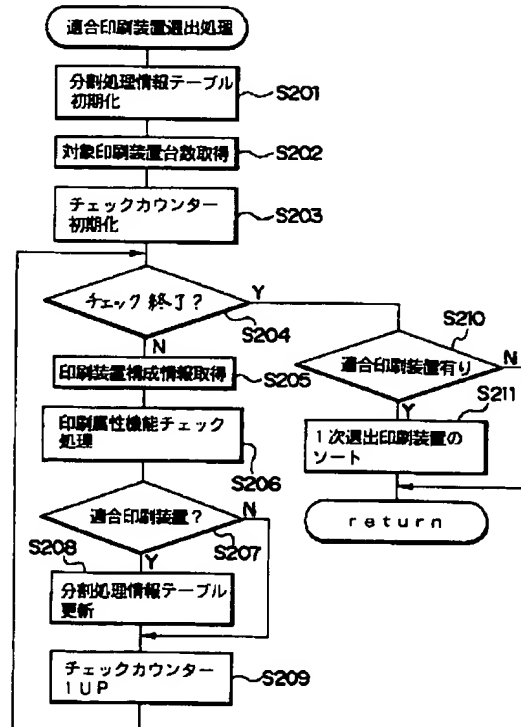 適合印刷装置選出処理
分割処理情報テーブル
初期化
S201
対象印刷装置台数取得
S202
チェックカウンター
初期化
S203
チェック終了?
Y
N
S204
印刷装置構成情報取得
S205
印刷属性機能チェック
処理
S206
適合印刷装置?
N
Y
S207
S208
分割処理情報テーブル
更新
チェックカウンター
1UP
S209
S210
適合印刷装置有り
N
Y
S211
1次選出印刷装置の
ソート
return